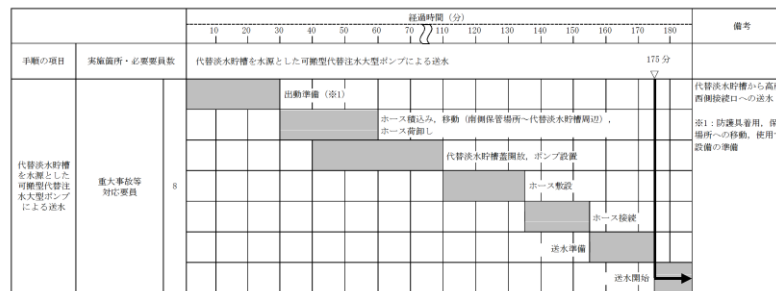 経過時間（分）
備考
10 20 30 40 50 60 70 80 90 100 110 120 130 140 150 160 170 180
手順の項目 実施箇所・必要要員数 代替淡水貯槽を水源とした可搬型代替注水大型ポンプによる送水 175 分
▽
出動準備（※1）
代替淡水貯槽から高所
西側接続口への送水
ホース積込み，移動（南側保管場所～代替淡水貯槽周辺），
ホース荷卸し
※1：防護具着用，保
場所への移動，使用
設備の準備
代替淡水貯槽蓋開放，ポンプ設置
代替淡水貯槽
を水源とした
可搬型代替注
水大型ポンプ
による送水
重大事故等
対応要員
8
ホース敷設
ホース接続
送水準備
送水開始